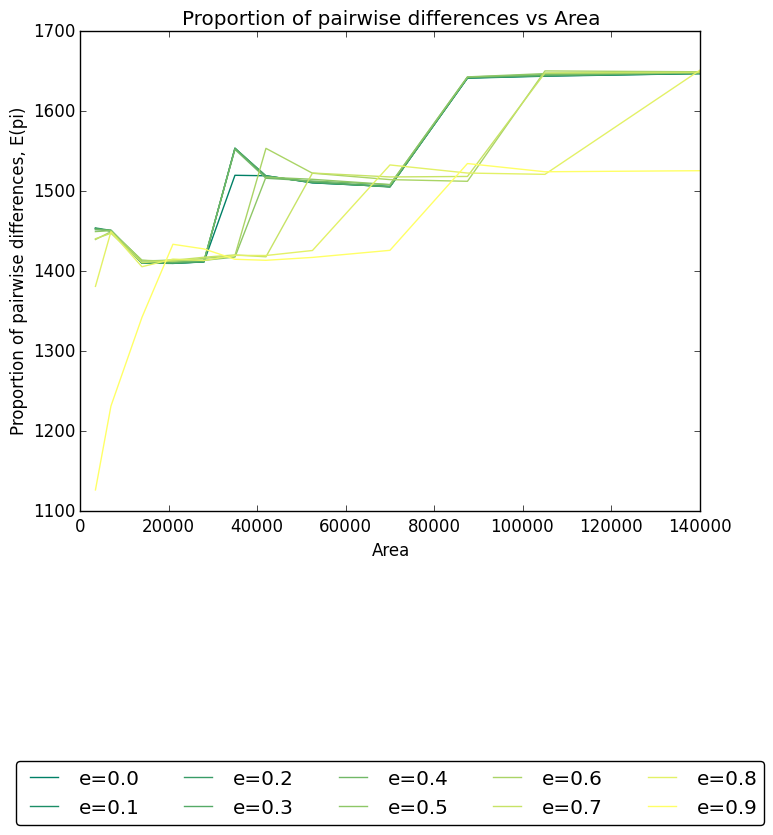 Proportion of pairwise differences vs Area
Proportion of pairwise differences, E(pi)
1700
1600
1500
1400
1300
1200
1100
0 20000 40000 60000 80000 100000 120000 140000
Area
e=0.0 e=0.2 e=0.4 e=0.6 e=0.8
e=0.1 e=0.3 e=0.5 e=0.7 e=0.9